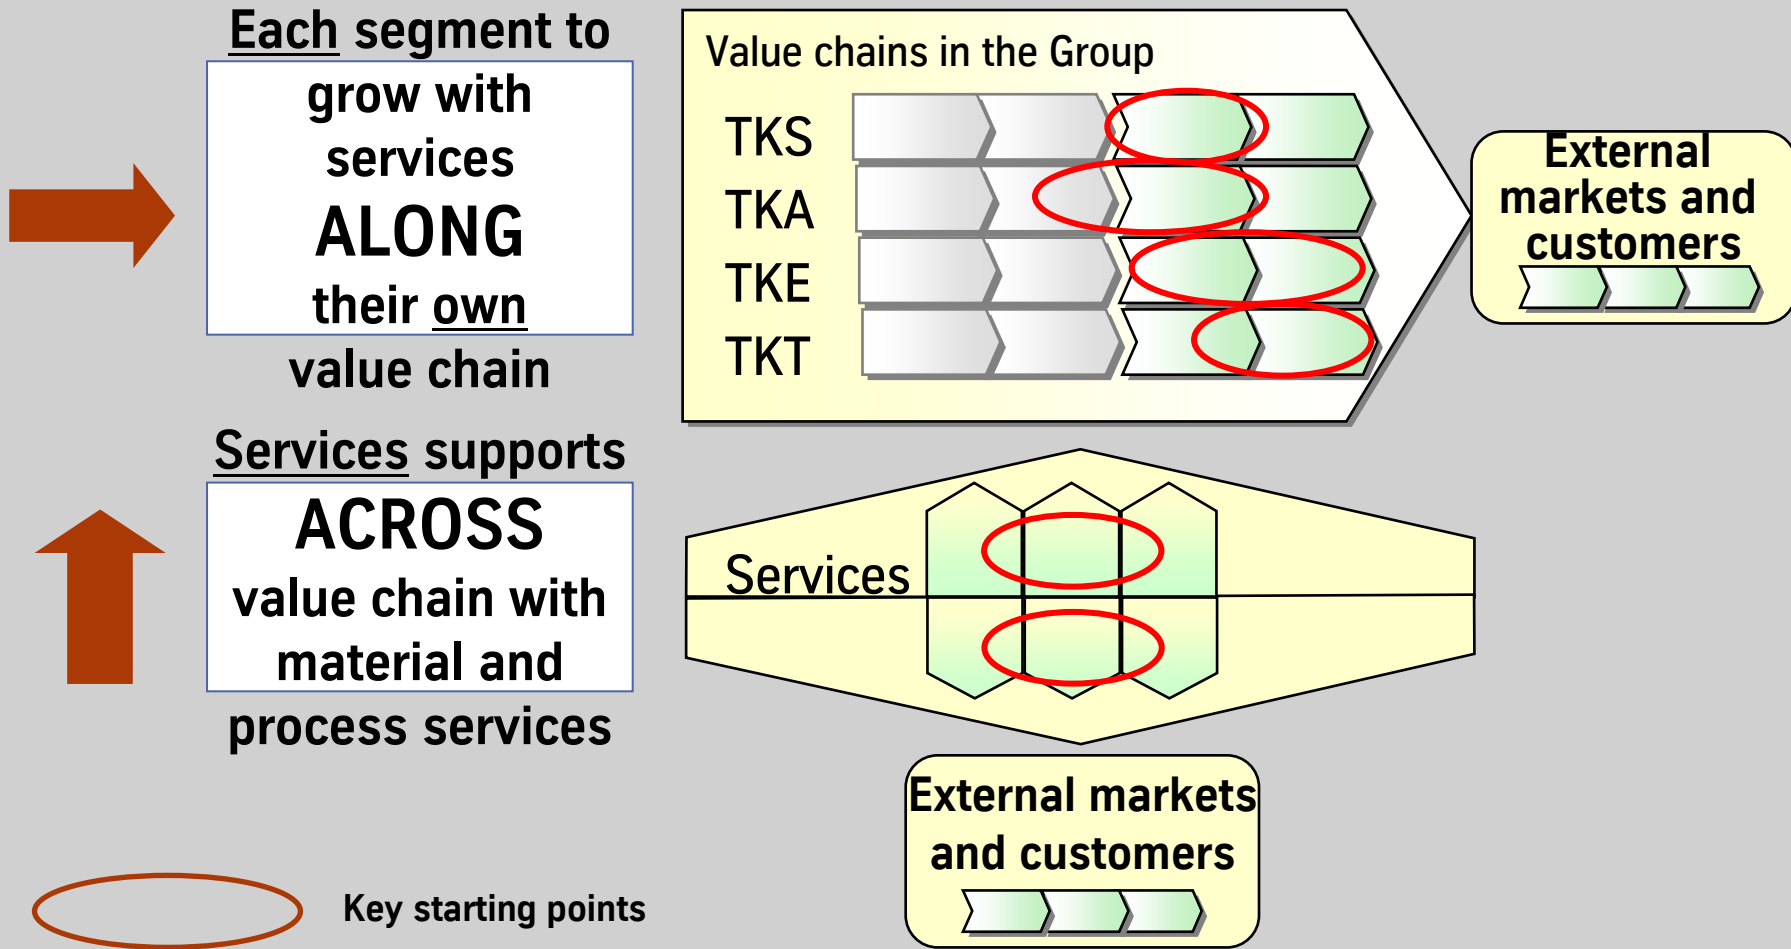 Each segment to
grow with
services
ALONG
their own
value chain
Value chains in the Group
TKS
TKA
TKE
TKT
External
markets and
customers
Services supports
ACROSS
value chain with
material and
process services
Services
External markets
and customers
Key starting points